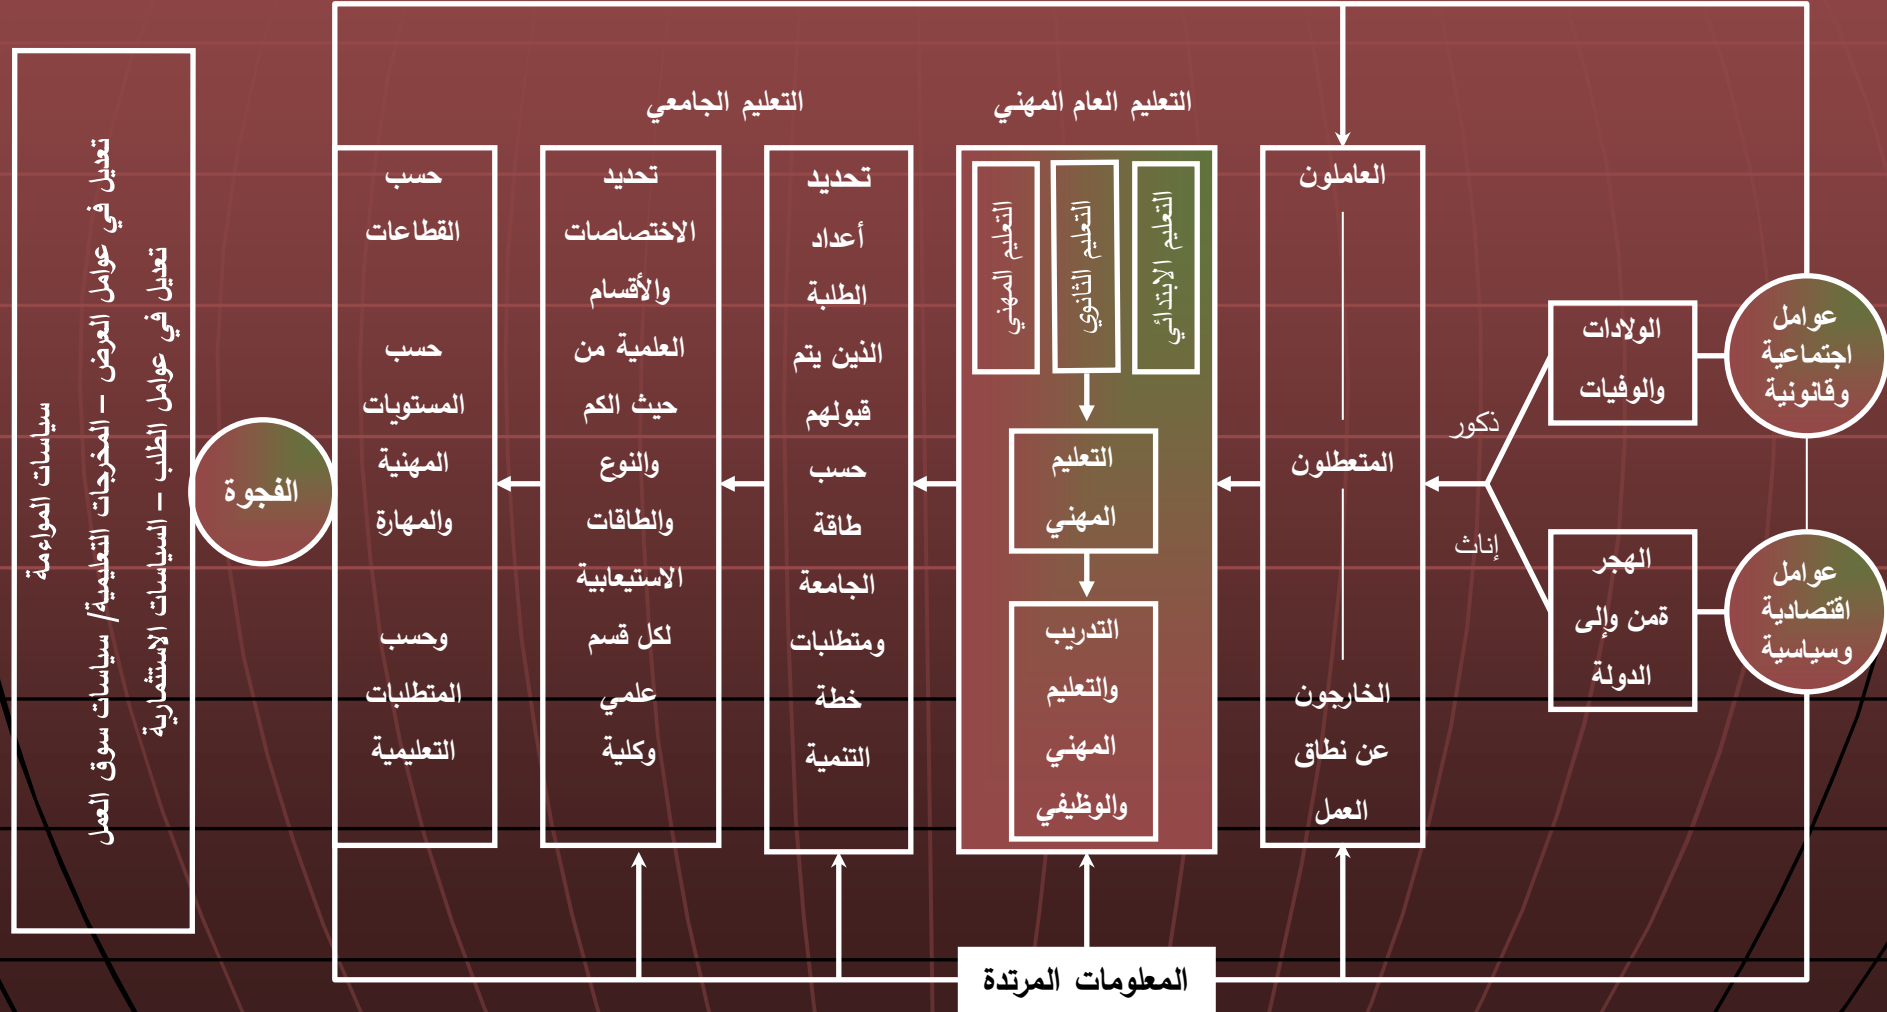 التعليم العام المهني
التعليم الجامعي
عوامل
اجتماعية
وقانونية
عوامل
اقتصادية
وسياسية
الولادات
والوفيات
الهجر
ةمن وإلى
الدولة
ذكور
إناث
العاملون
المتعطلون
الخارجون
عن نطاق
العمل
التعليم الابتدائي
التعليم الثانوي
التعليم المهني
التعليم
المهني
التدريب
والتعليم
المهني
والوظيفي
تحديد
أعداد
الطلبة
الذين يتم
قبولهم
حسب
طاقة
الجامعة
ومتطلبات
خطة
التنمية
تحديد
الاختصاصات
والأقسام
العلمية من
حيث الكم
والنوع
والطاقات
الاستيعابية
لكل قسم
علمي
وكلية
حسب
القطاعات
حسب
المستويات
المهنية
والمهارة
وحسب
المتطلبات
التعليمية
الفجوة
سياسات المواءمة
تعديل في عوامل العرض – المخرجات التعليمية/ سياسات سوق العمل
تعديل في عوامل الطلب – السياسات الاستثمارية
المعلومات المرتدة